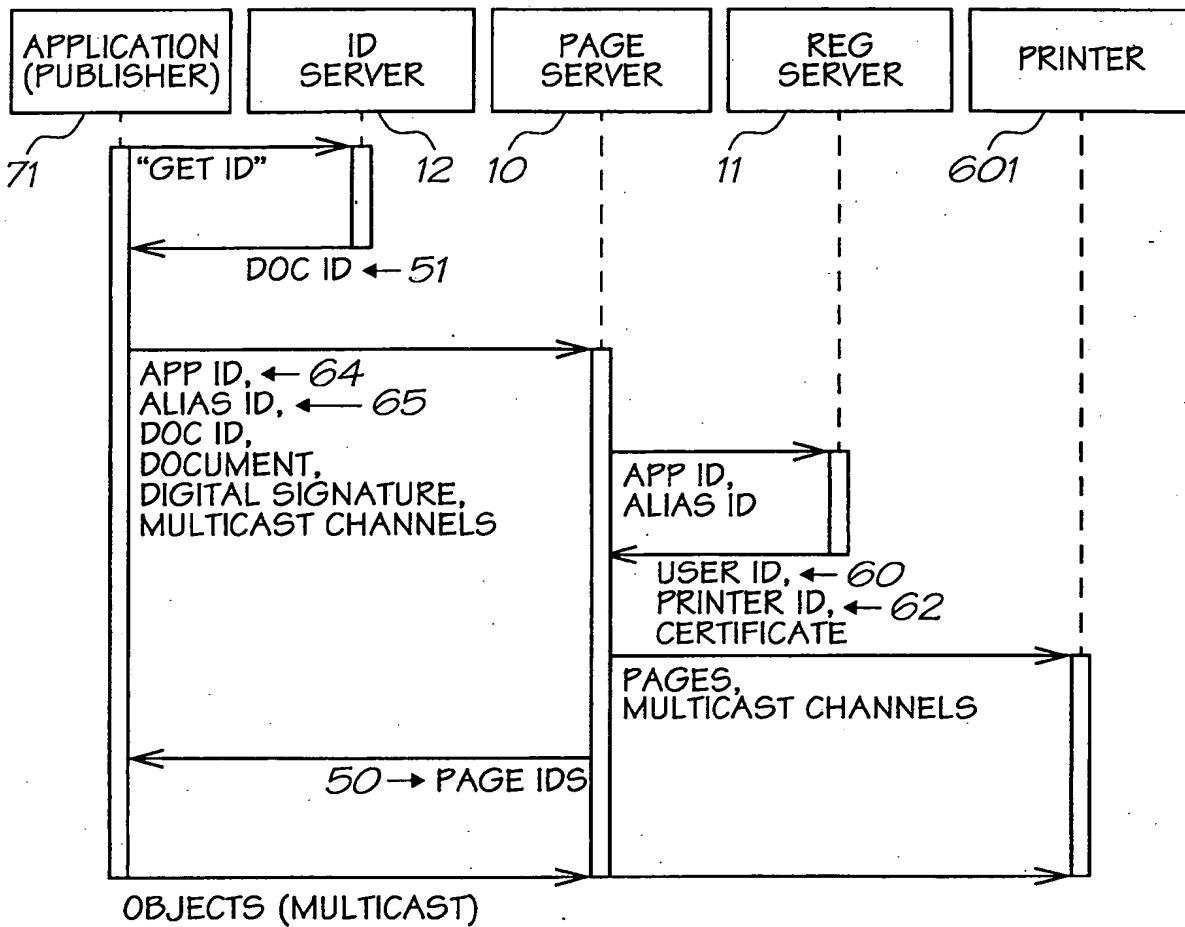 APPLICATION
(PUBLISHER)
ID
SERVER
PAGE
SERVER
REG
SERVER
PRINTER
71
12
10
11
601
"GET ID"
DOC ID ← 51
APP ID, ← 64
ALIAS ID, ← 65
DOC ID,
DOCUMENT,
DIGITAL SIGNATURE,
MULTICAST CHANNELS
APP ID,
ALIAS ID
USER ID, ← 60
PRINTER ID, ← 62
CERTIFICATE
PAGES,
MULTICAST CHANNELS
50 → PAGE IDS
OBJECTS (MULTICAST)